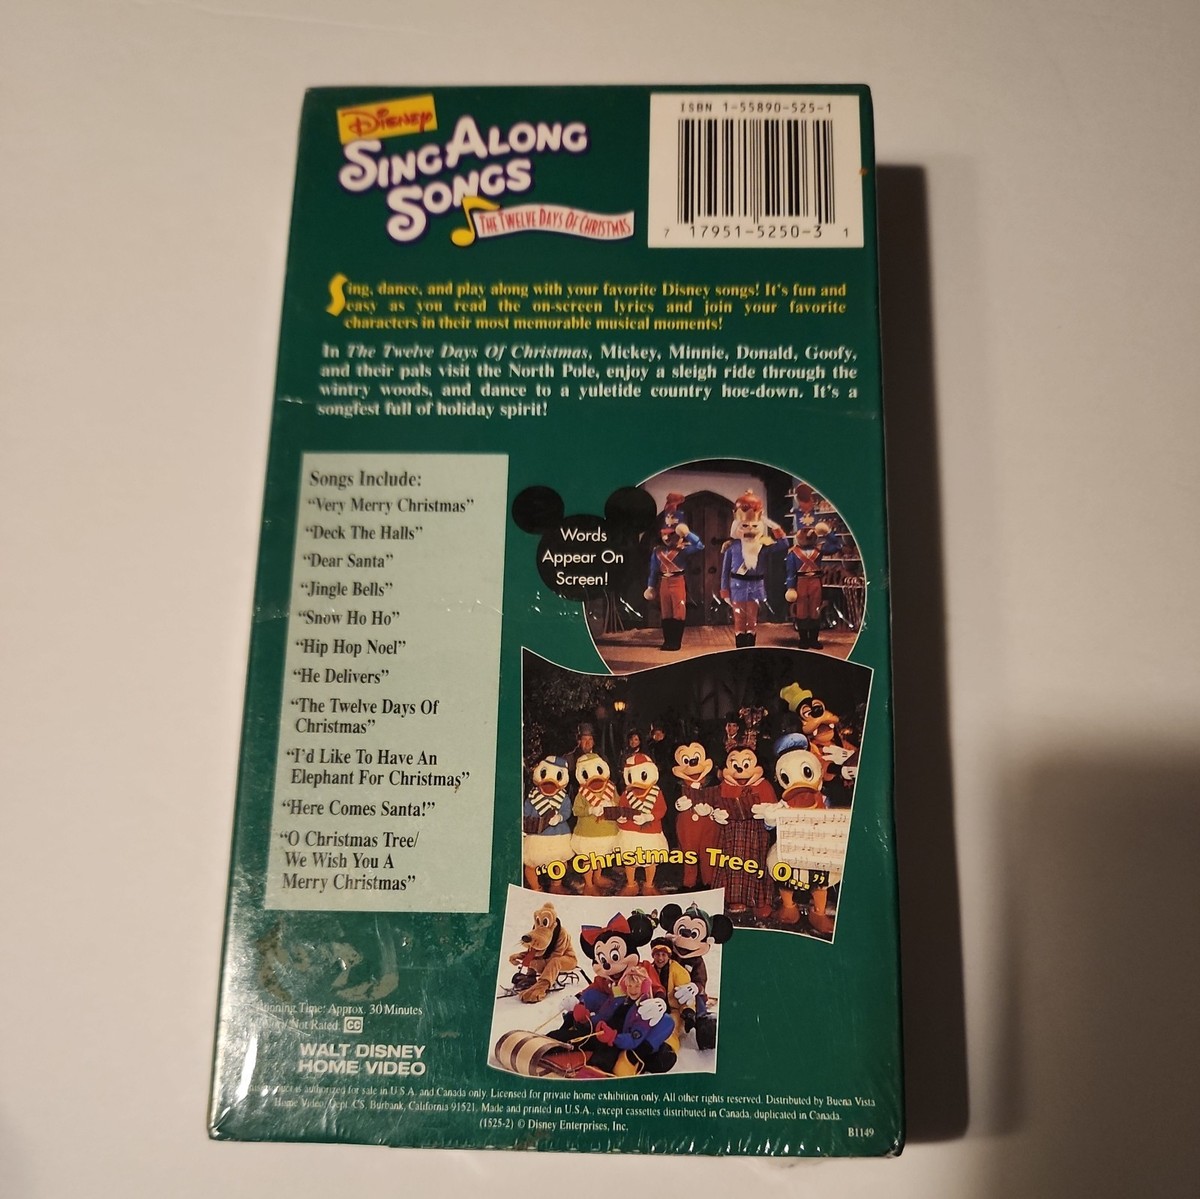 Disney
Sing Along
Songs
The Twelve Days Of Christmas
ISBN 1-55890-525-1
7 17951-5250-3 1
Sing, dance, and play along with your favorite Disney songs! It's fun and
easy as you read the on-screen lyrics and join your favorite
characters in their most memorable musical moments!
In The Twelve Days Of Christmas, Mickey, Minnie, Donald, Goofy,
and their pals visit the North Pole, enjoy a sleigh ride through the
wintry woods, and dance to a yuletide country hoe-down. It's a
songfest full of holiday spirit!
Songs Include:
"Very Merry Christmas"
"Deck The Halls"
"Dear Santa"
"Jingle Bells"
"Snow Ho Ho"
"Hip Hop Noel"
"He Delivers"
"The Twelve Days Of
Christmas"
"I'd Like To Have An
Elephant For Christmas"
"Here Comes Santa!"
"O Christmas Tree/
We Wish You A
Merry Christmas"
Words
Appear On
Screen!
"O Christmas Tree, O..."
Time: Approx. 30 Minutes
Not Rated. CC
WALT DISNEY
HOME VIDEO
is authorized for sale in U.S.A. and Canada only. Licensed for private home exhibition only. All other rights reserved. Distributed by Buena Vista
Home Video, Dept. CS, Burbank, California 91521. Made and printed in U.S.A., except cassettes distributed in Canada, duplicated in Canada.
(1525-2) © Disney Enterprises, Inc.
B1149